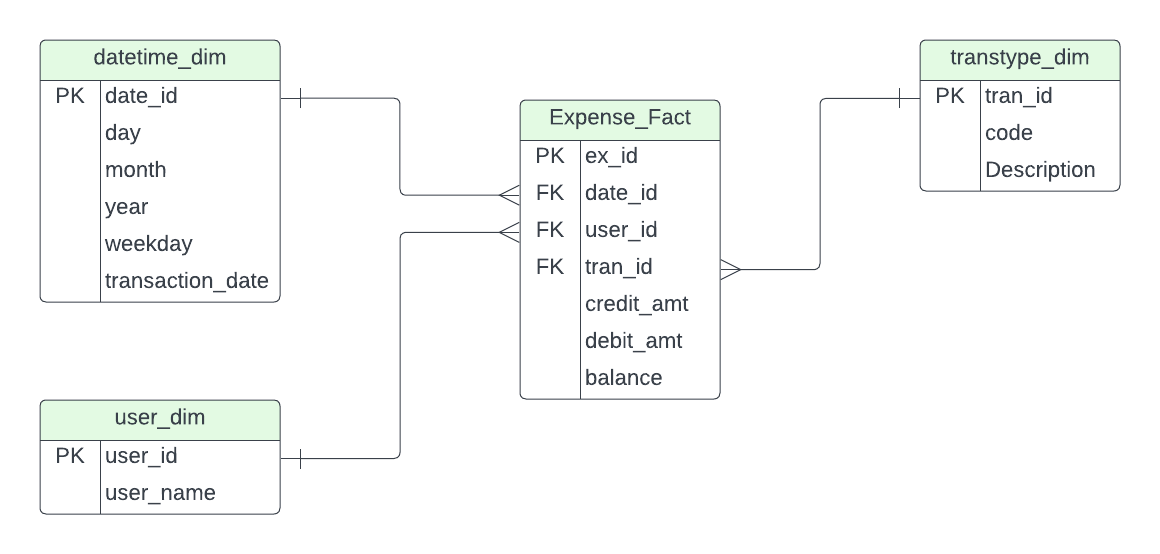 datetime_dim
PK date_id
day
month
year
weekday
transaction_date
user_dim
PK user_id
user_name
Expense_Fact
PK ex_id
FK date_id
FK user_id
FK tran_id
credit_amt
debit_amt
balance
transtype_dim
PK tran_id
code
Description